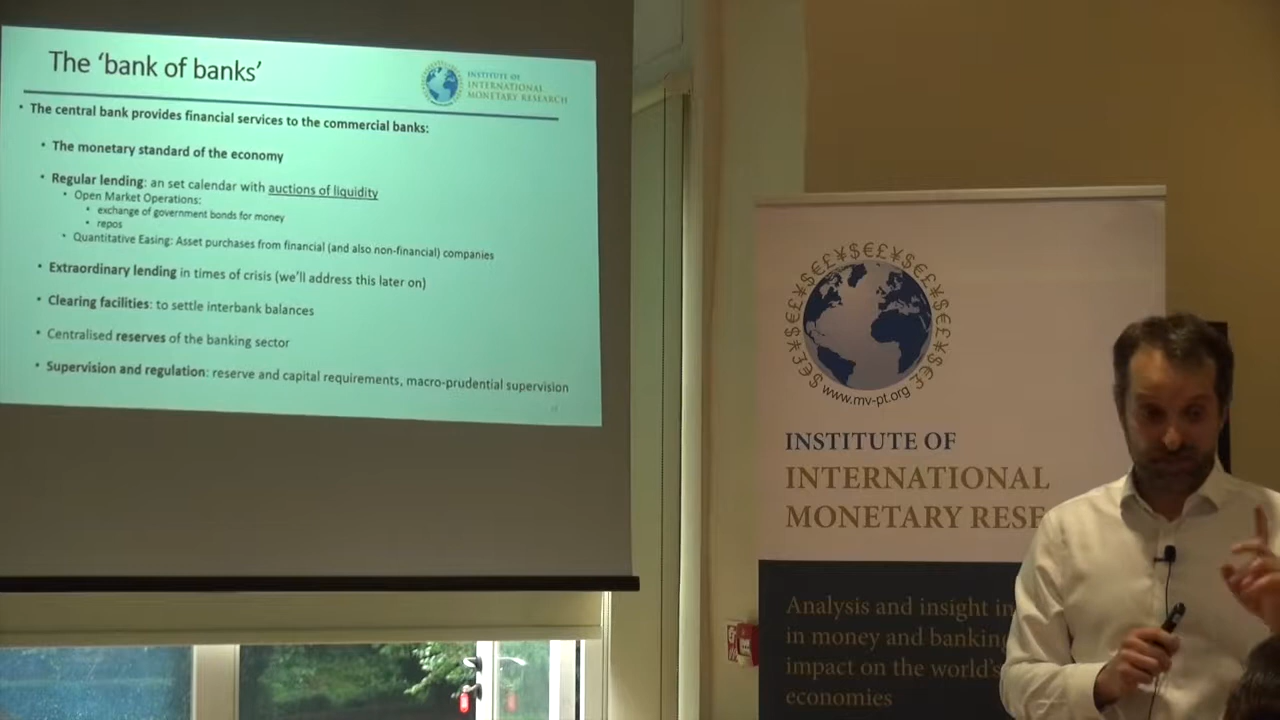 The 'bank of banks'
INSTITUTE OF
INTERNATIONAL
MONETARY RESEARCH
• The central bank provides financial services to the commercial banks:
• The monetary standard of the economy
• Regular lending: an set calendar with auctions of liquidity
• Open Market Operations:
• exchange of government bonds for money
• repos
• Quantitative Easing: Asset purchases from financial (and also non-financial) companies
• Extraordinary lending in times of crisis (we'll address this later on)
• Clearing facilities: to settle interbank balances
• Centralised reserves of the banking sector
• Supervision and regulation: reserve and capital requirements, macro-prudential supervision
www.mv-pt.org
INSTITUTE OF
INTERNATIONAL
MONETARY RESE
Analysis and insight in
in money and banking
impact on the world's
economies